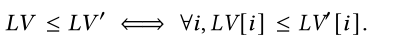 LV ≤ LV′ ⟺ ∀i, LV[i] ≤ LV′[i].